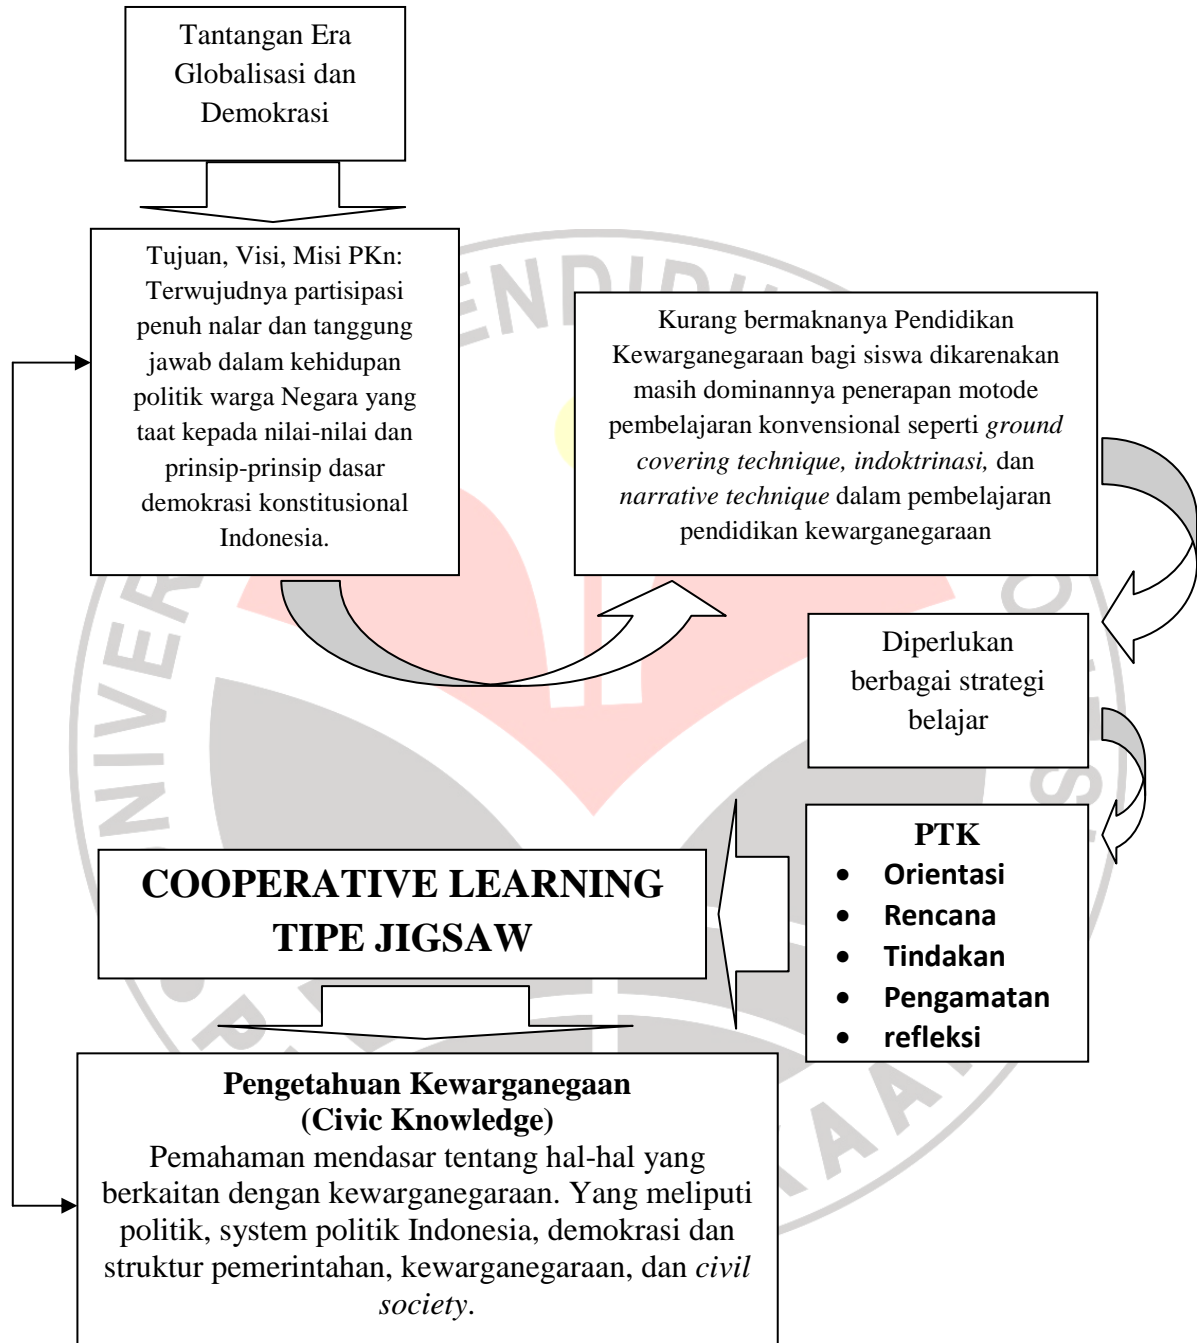 Tantangan Era
Globalisasi dan
Demokrasi
Tujuan, Visi, Misi PKn:
Terwujudnya partisipasi
penuh nalar dan tanggung
jawab dalam kehidupan
politik warga Negara yang
taat kepada nilai-nilai dan
prinsip-prinsip dasar
demokrasi konstitusional
Indonesia.
Kurang bermaknanya Pendidikan
Kewarganegaraan bagi siswa dikarenakan
masih dominannya penerapan motode
pembelajaran konvensional seperti ground
covering technique, indoktrinasi, dan
narrative technique dalam pembelajaran
pendidikan kewarganegaraan
Diperlukan
berbagai strategi
belajar
PTK
• Orientasi
• Rencana
• Tindakan
• Pengamatan
• refleksi
COOPERATIVE LEARNING
TIPE JIGSAW
Pengetahuan Kewarganegaan
(Civic Knowledge)
Pemahaman mendasar tentang hal-hal yang
berkaitan dengan kewarganegaraan. Yang meliputi
politik, system politik Indonesia, demokrasi dan
struktur pemerintahan, kewarganegaraan, dan civil
society.